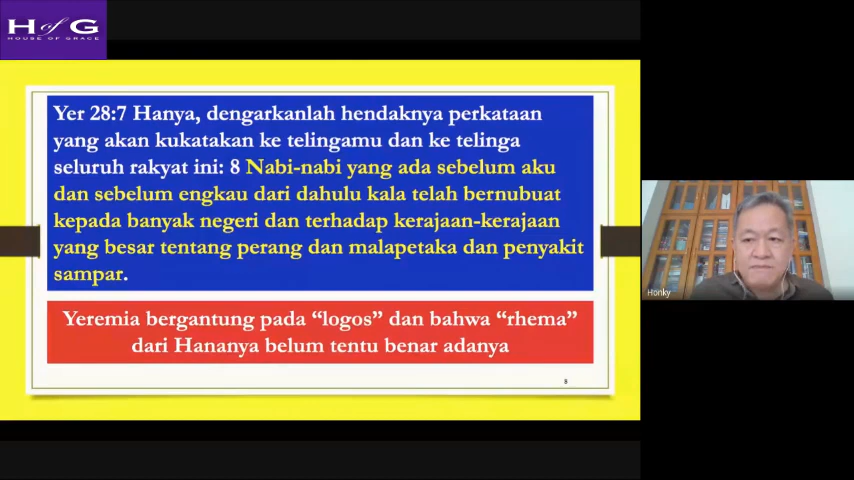 H of G
HOUSE OF GRACE
Yer 28:7 Hanya, dengarkanlah hendaknya perkataan
yang akan kukatakan ke telingamu dan ke telinga
seluruh rakyat ini: 8 Nabi-nabi yang ada sebelum aku
dan sebelum engkau dari dahulu kala telah bernubuat
kepada banyak negeri dan terhadap kerajaan-kerajaan
yang besar tentang perang dan malapetaka dan penyakit
sampar.
Yeremia bergantung pada “logos” dan bahwa “rhema”
dari Hananya belum tentu benar adanya
8
Honky